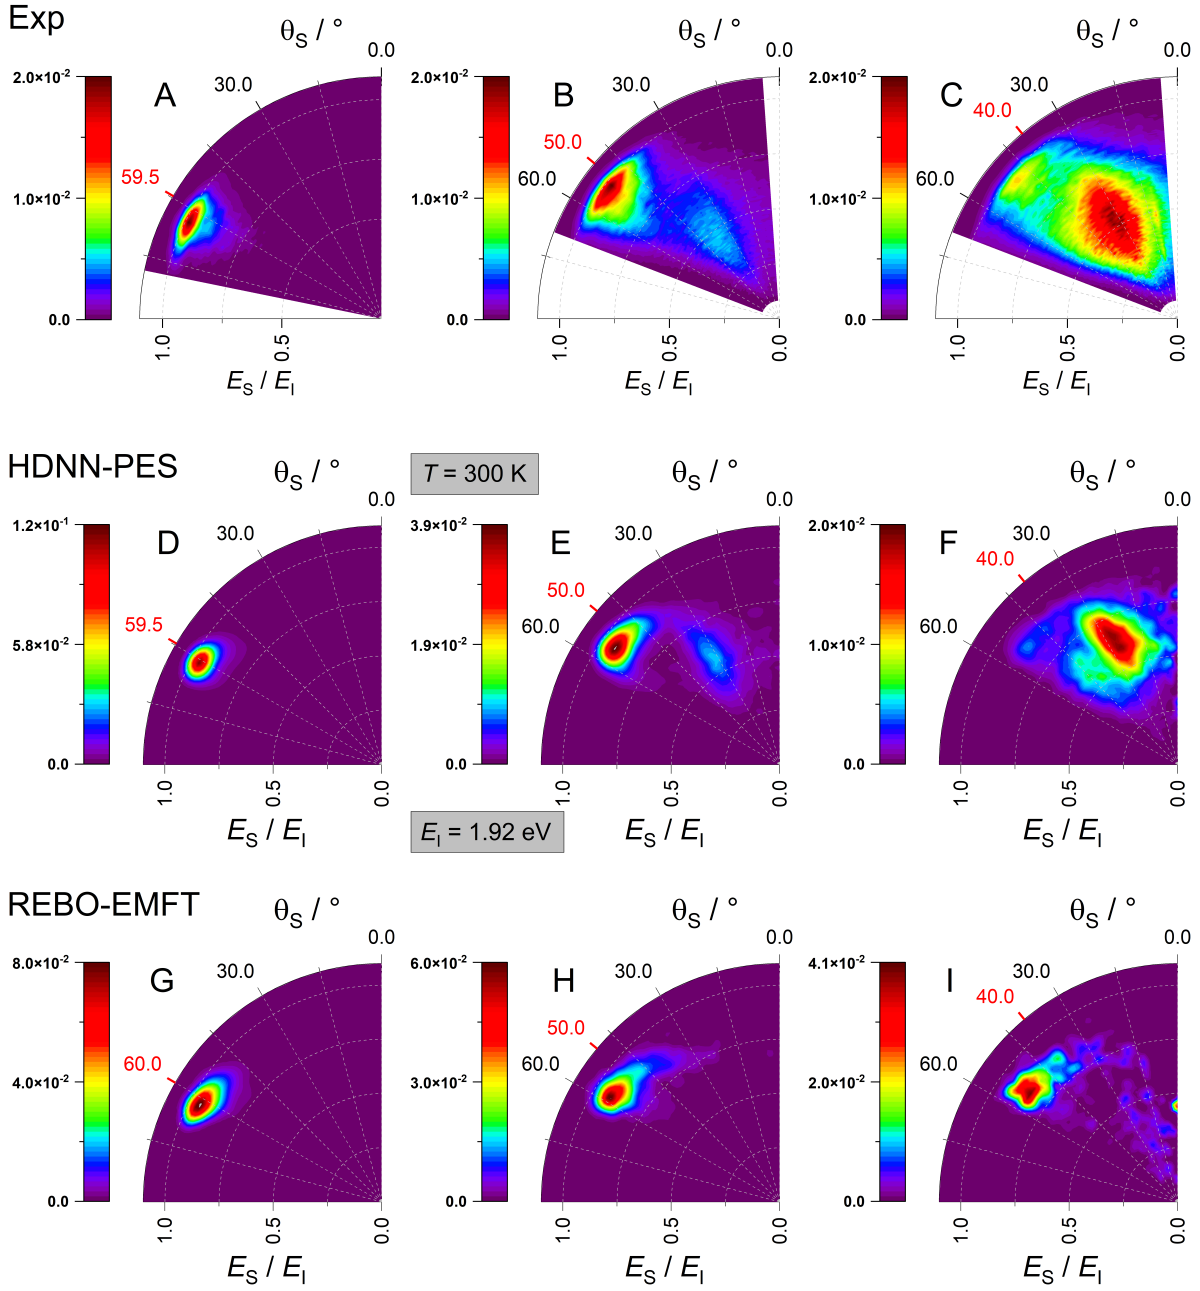 Exp
θS / °
θS / °
θS / °
0.0
0.0
0.0
2.0×10-2
A
30.0
2.0×10-2
B
30.0
2.0×10-2
C
30.0
40.0
50.0
59.5
60.0
60.0
1.0×10-2
1.0×10-2
1.0×10-2
0.0
0.0
0.0
1.0
0.5
1.0
0.5
0.0
1.0
0.5
0.0
ES / EI
ES / EI
ES / EI
HDNN-PES
θS / °
T = 300 K
θS / °
θS / °
0.0
0.0
0.0
1.2×10-1
D
30.0
3.9×10-2
E
30.0
2.0×10-2
F
30.0
40.0
50.0
59.5
60.0
60.0
5.8×10-2
1.9×10-2
1.0×10-2
0.0
0.0
0.0
1.0
0.5
0.0
1.0
0.5
0.0
1.0
0.5
0.0
ES / EI
EI = 1.92 eV
ES / EI
ES / EI
REBO-EMFT
θS / °
θS / °
θS / °
0.0
0.0
0.0
8.0×10-2
G
30.0
6.0×10-2
H
30.0
4.1×10-2
I
30.0
40.0
50.0
60.0
60.0
60.0
4.0×10-2
3.0×10-2
2.0×10-2
0.0
0.0
0.0
1.0
0.5
0.0
1.0
0.5
0.0
1.0
0.5
0.0
ES / EI
ES / EI
ES / EI